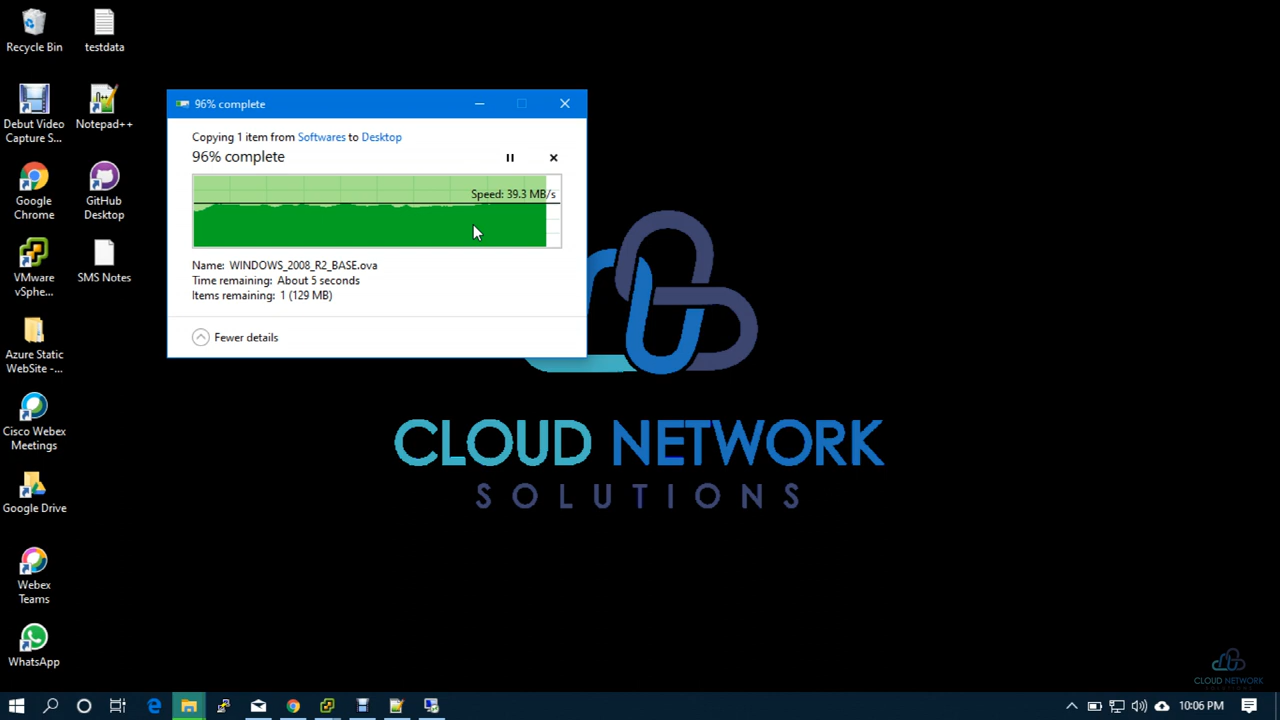 Recycle Bin
testdata
Debut Video
Capture S...
Notepad++
Google
Chrome
GitHub
Desktop
VMware
vSphe...
SMS Notes
Azure Static
WebSite -...
Cisco Webex
Meetings
Google Drive
Webex
Teams
WhatsApp
96% complete
Copying 1 item from Softwares to Desktop
96% complete
Speed: 39.3 MB/s
Name: WINDOWS_2008_R2_BASE.ova
Time remaining: About 5 seconds
Items remaining: 1 (129 MB)
Fewer details
CLOUD NETWORK
SOLUTIONS
CLOUD NETWORK
SOLUTIONS
10:06 PM